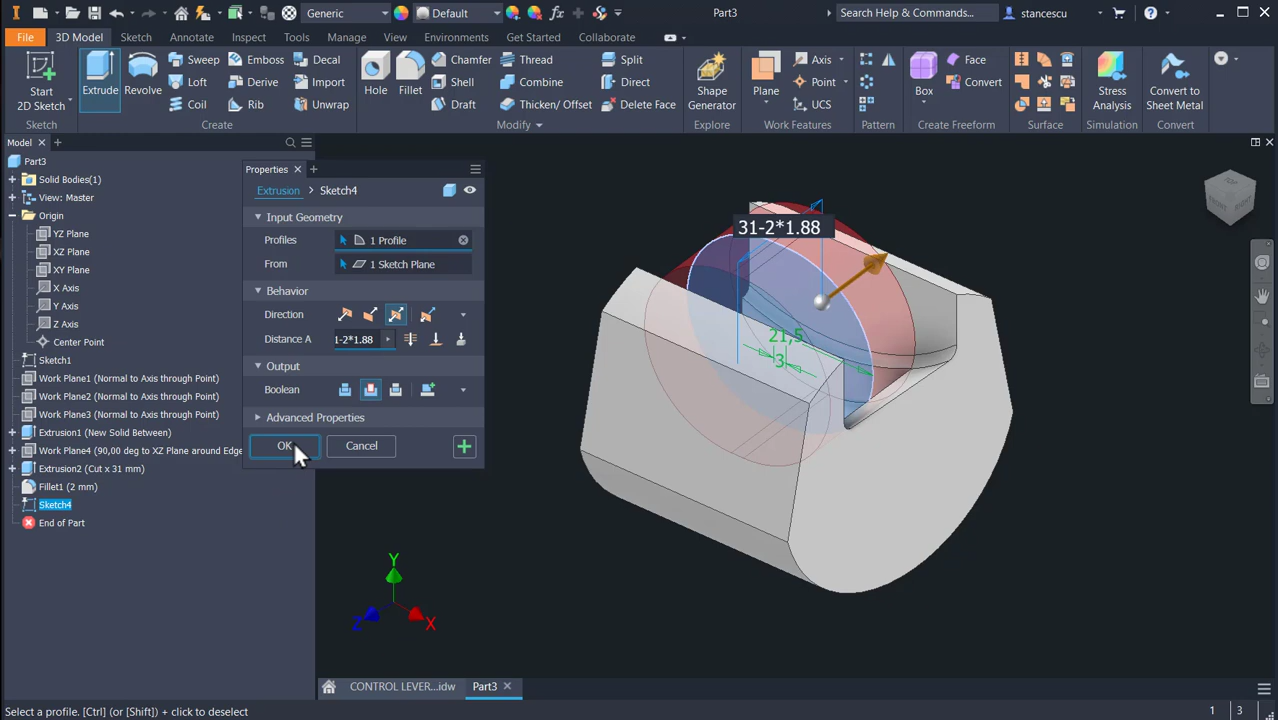 Generic
Default
Part3
Search Help & Commands...
stancescu
File
3D Model
Sketch
Annotate
Inspect
Tools
Manage
View
Environments
Get Started
Collaborate
Start
2D Sketch
Extrude
Revolve
Sweep
Loft
Coil
Emboss
Derive
Rib
Decal
Import
Unwrap
Hole
Fillet
Chamfer
Shell
Draft
Thread
Combine
Thicken/ Offset
Split
Direct
Delete Face
Shape
Generator
Plane
Axis
Point
UCS
Box
Face
Convert
Stress
Analysis
Convert to
Sheet Metal
Sketch
Create
Modify
Explore
Work Features
Pattern
Create Freeform
Surface
Simulation
Convert
Model
Part3
Solid Bodies(1)
View: Master
Origin
YZ Plane
XZ Plane
XY Plane
X Axis
Y Axis
Z Axis
Center Point
Sketch1
Work Plane1 (Normal to Axis through Point)
Work Plane2 (Normal to Axis through Point)
Work Plane3 (Normal to Axis through Point)
Extrusion1 (New Solid Between)
Work Plane4 (90,00 deg to XZ Plane around Edge
Extrusion2 (Cut x 31 mm)
Fillet1 (2 mm)
Sketch4
End of Part
Properties
Extrusion > Sketch4
Input Geometry
Profiles
1 Profile
From
1 Sketch Plane
Behavior
Direction
Distance A
1-2*1.88
Output
Boolean
Advanced Properties
OK
Cancel
31-2*1.88
21,5
3
FRONT
RIGHT
Y
Z
X
CONTROL LEVER...idw
Part3
Select a profile. [Ctrl] (or [Shift]) + click to deselect
1
3